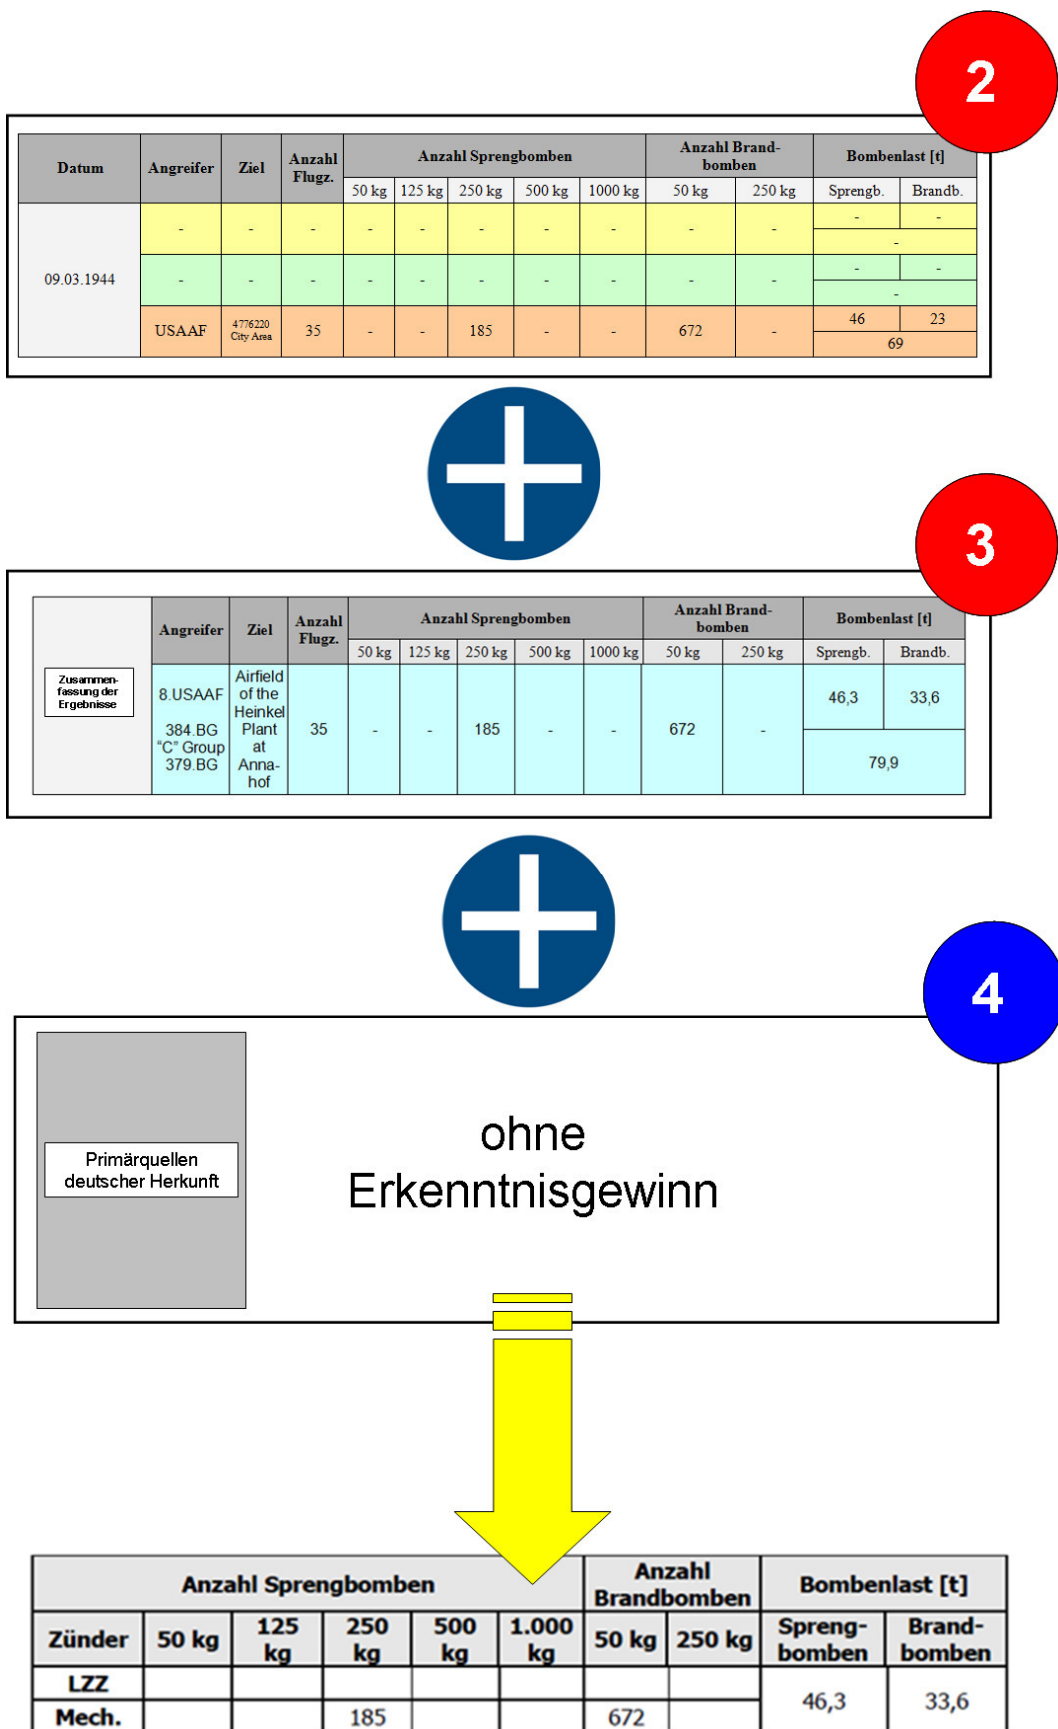 2
Datum Angreifer Ziel Anzahl Flugz. Anzahl Sprengbomben Anzahl Brand-bomben Bombenlast [t]
50 kg 125 kg 250 kg 500 kg 1000 kg 50 kg 250 kg Sprengb. Brandb.
09.03.1944
- - - - - - - - - - - -
-
- - - - - - - - - - - -
-
USAAF 4776220 City Area 35 - - 185 - - 672 - 46 23
69
3
Angreifer Ziel Anzahl Flugz. Anzahl Sprengbomben Anzahl Brand-bomben Bombenlast [t]
50 kg 125 kg 250 kg 500 kg 1000 kg 50 kg 250 kg Sprengb. Brandb.
Zusammen-
fassung der
Ergebnisse
8.USAAF
384.BG
"C" Group
379.BG
Airfield
of the
Heinkel
Plant
at
Anna-
hof
35 - - 185 - - 672 - 46,3 33,6
79,9
4
Primärquellen
deutscher Herkunft
ohne
Erkenntnisgewinn
Anzahl Sprengbomben Anzahl Brandbomben Bombenlast [t]
Zünder 50 kg 125 kg 250 kg 500 kg 1.000 kg 50 kg 250 kg Spreng-bomben Brand-bomben
LZZ
Mech. 185 672 46,3 33,6